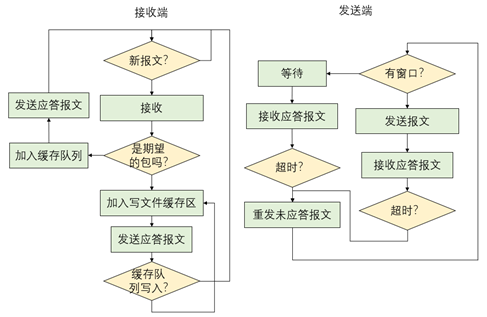 接收端
新报文？
接收
是期望
的包吗？
发送应答报文
加入缓存队列
加入写文件缓存区
发送应答报文
缓存队
列写入？
发送端
有窗口？
等待
接收应答报文
超时？
重发未应答报文
发送报文
接收应答报文
超时？